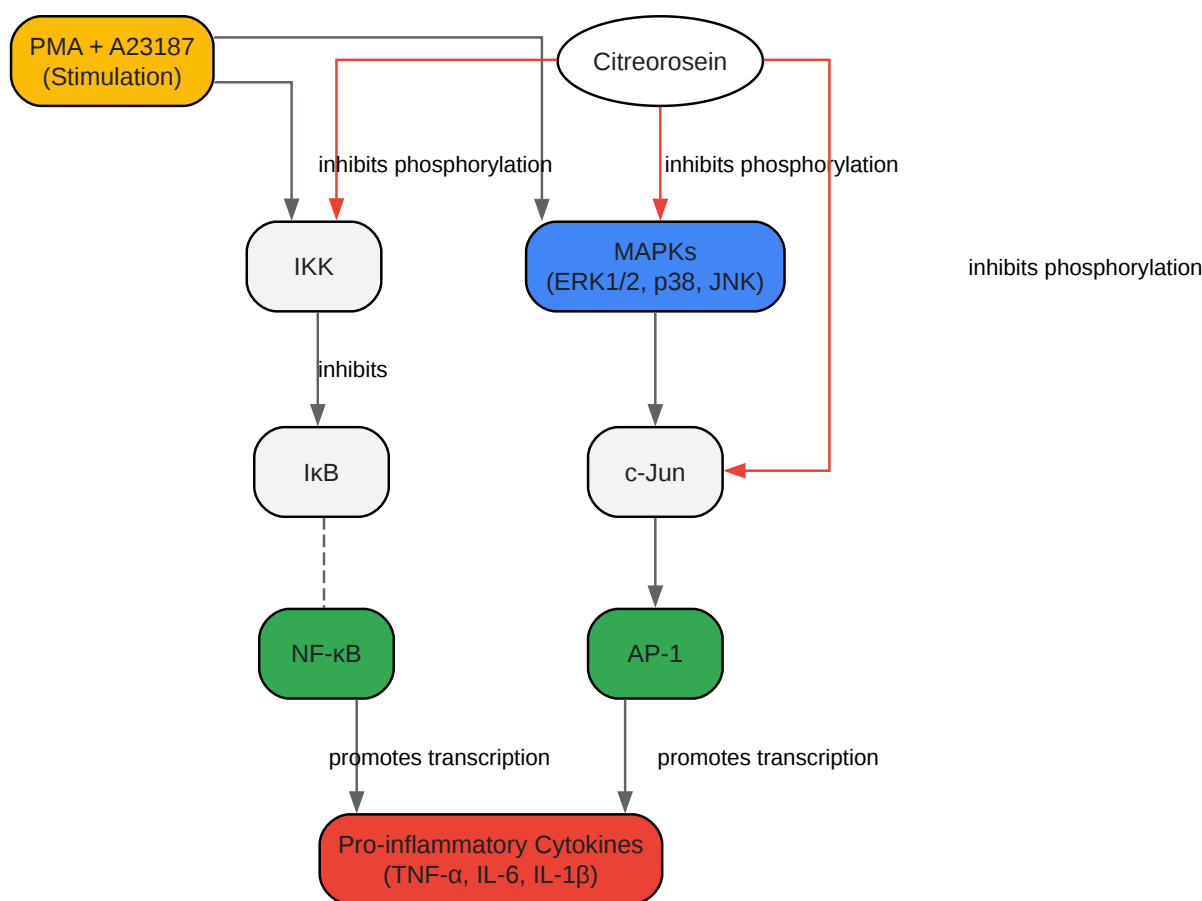 PMA + A23187
(Stimulation)
Citreorosein
inhibits phosphorylation
inhibits phosphorylation
IKK
MAPKs
(ERK1/2, p38, JNK)
inhibits phosphorylation
inhibits
IκB
c-Jun
NF-κB
AP-1
promotes transcription
promotes transcription
Pro-inflammatory Cytokines
(TNF-α, IL-6, IL-1β)